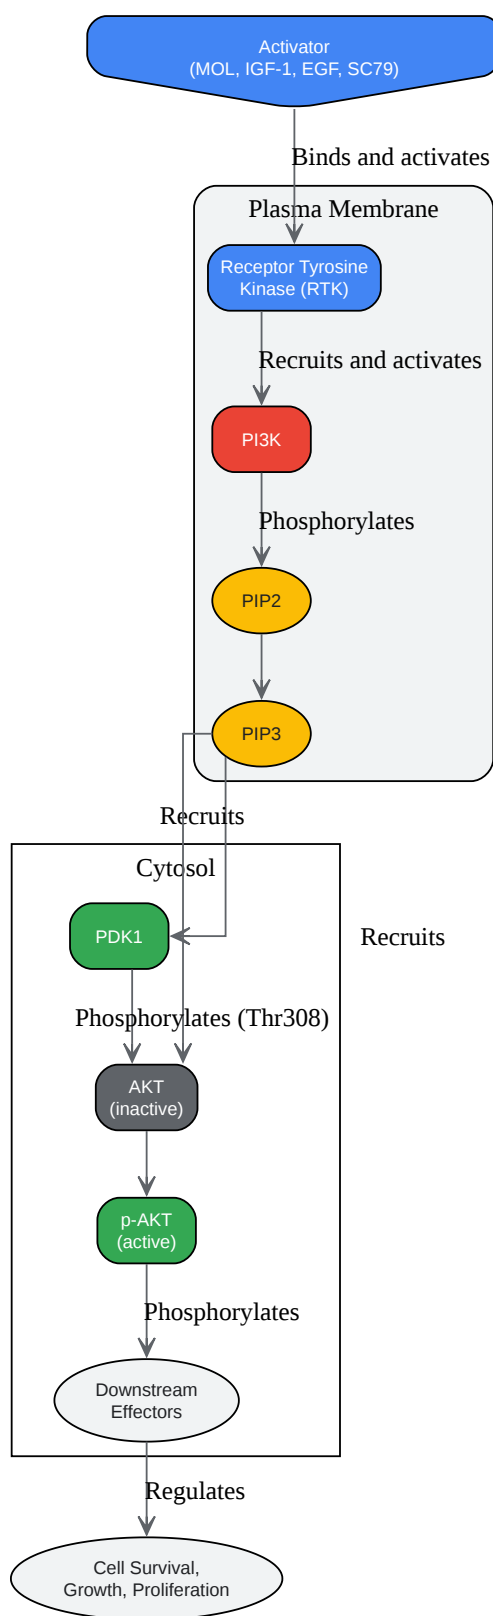 Activator
(MOL, IGF-1, EGF, SC79)
Binds and activates
Plasma Membrane
Receptor Tyrosine
Kinase (RTK)
Recruits and activates
PI3K
Phosphorylates
PIP2
PIP3
Recruits
Cytosol
PDK1
Recruits
Phosphorylates (Thr308)
AKT
(inactive)
p-AKT
(active)
Phosphorylates
Downstream
Effectors
Regulates
Cell Survival,
Growth, Proliferation